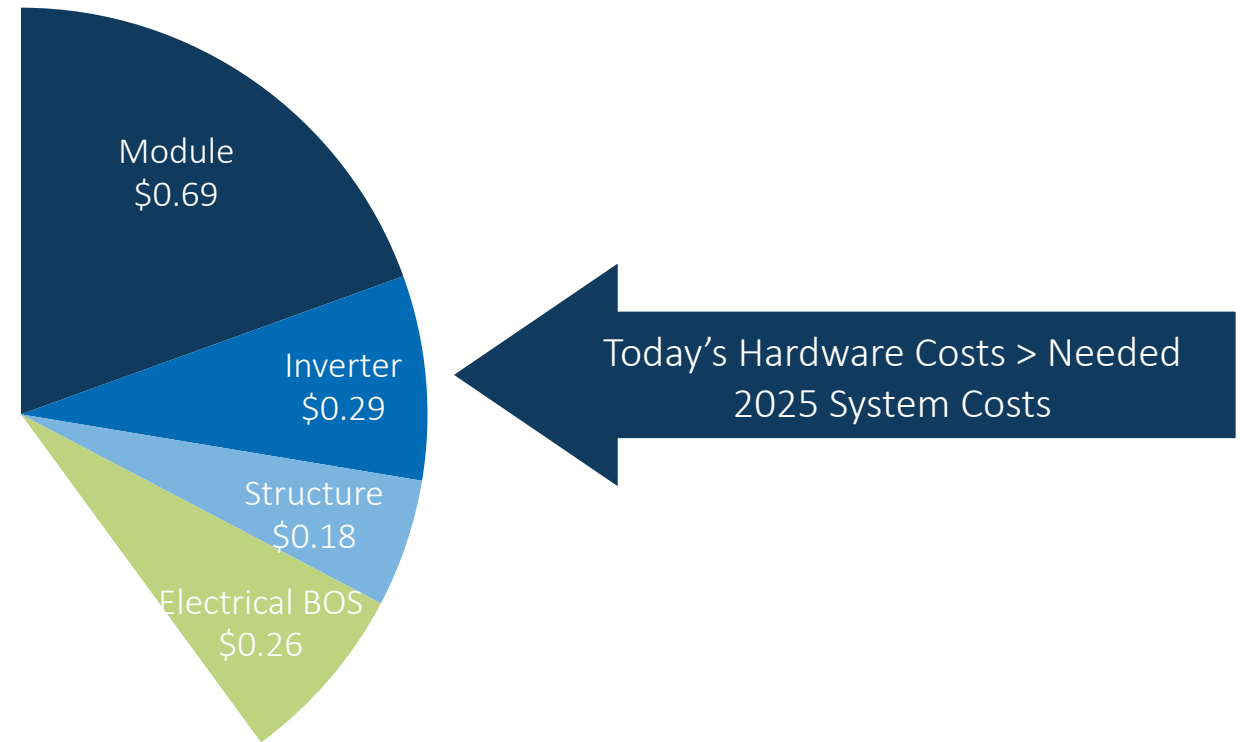 Module
$0.69
Inverter
$0.29
Structure
$0.18
Electrical BOS
$0.26
Today’s Hardware Costs > Needed
2025 System Costs